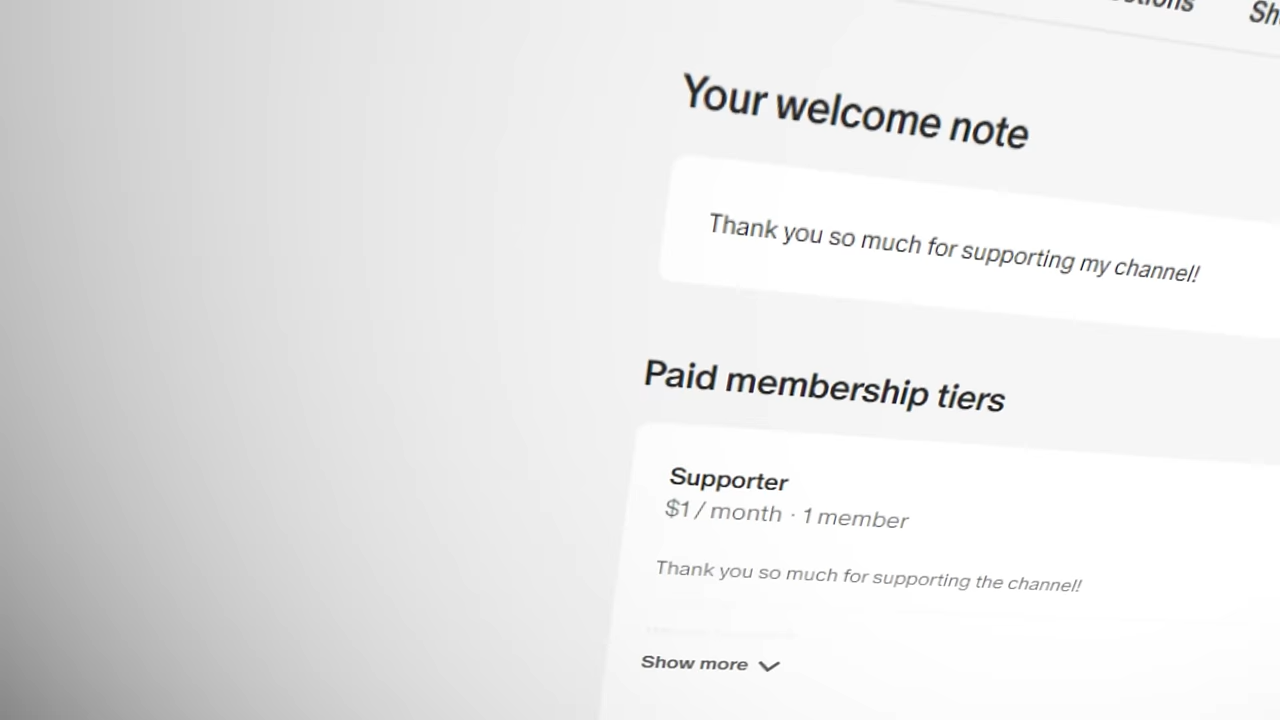 Your welcome note
Thank you so much for supporting my channel!
Paid membership tiers
Supporter
$1 / month · 1 member
Thank you so much for supporting the channel!
Show more